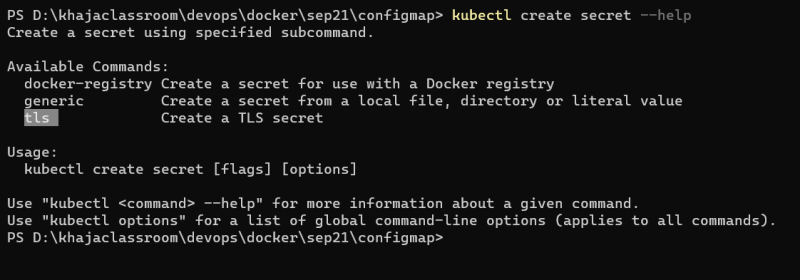 PS D:\khajaclassroom\devops\docker\sep21\configmap> kubectl create secret --help
Create a secret using specified subcommand.
Available Commands:
docker-registry Create a secret for use with a Docker registry
generic Create a secret from a local file, directory or literal value
tls Create a TLS secret
Usage:
kubectl create secret [flags] [options]
Use "kubectl <command> --help" for more information about a given command.
Use "kubectl options" for a list of global command-line options (applies to all commands).
PS D:\khajaclassroom\devops\docker\sep21\configmap>